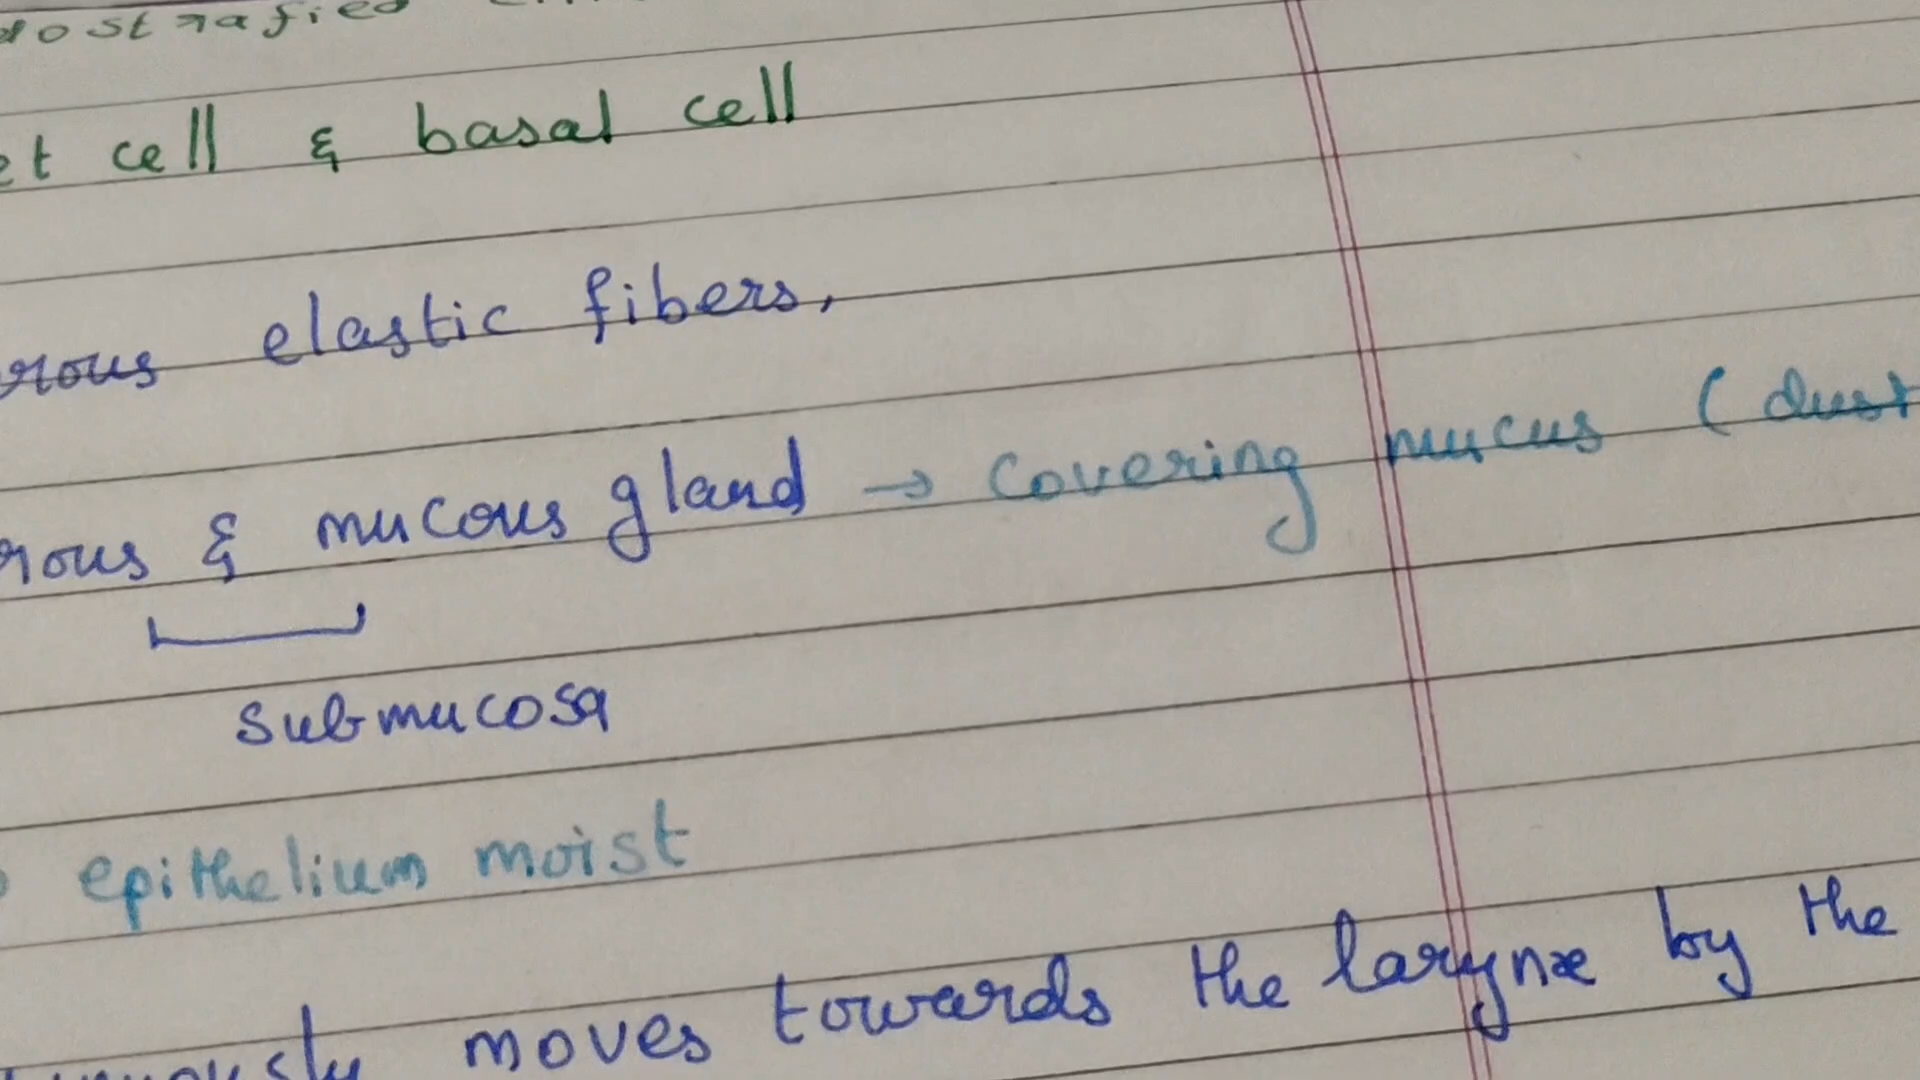 et cell & basal cell
rous elastic fibers,
rous & mucous gland → covering mucus (dust
submucosa
epithelium moist
moves towards the larynx by the